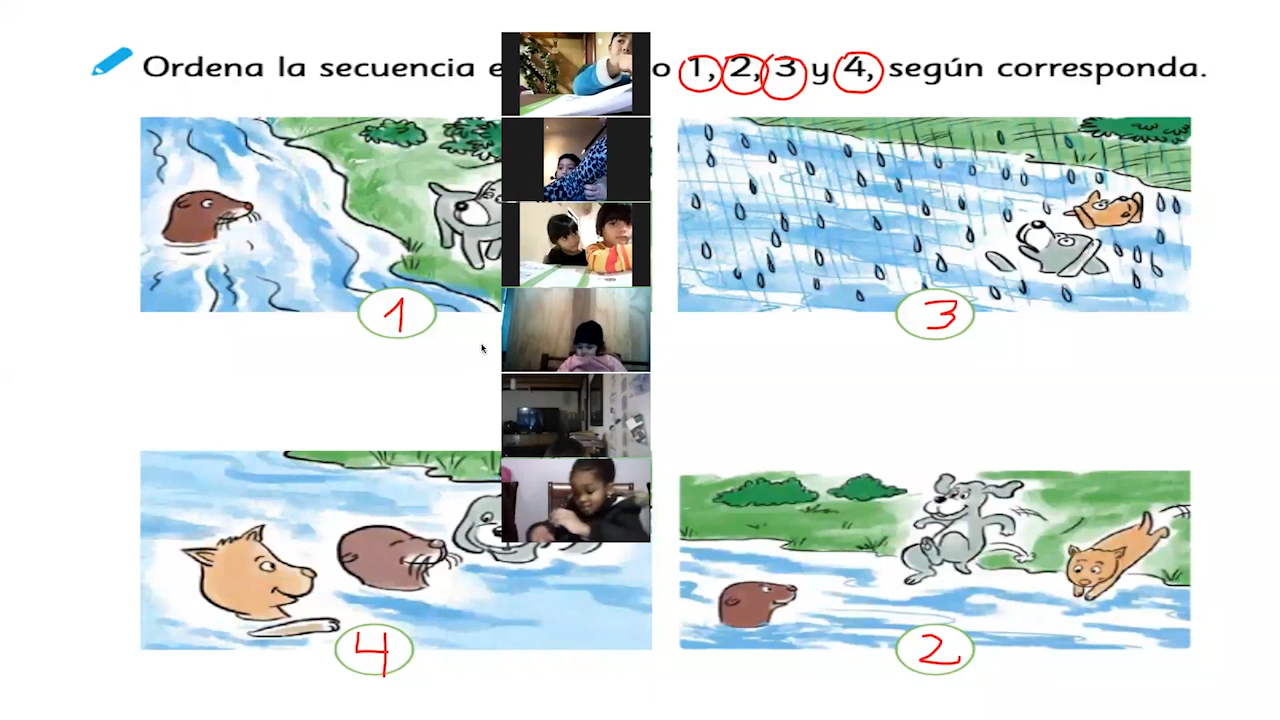 Ordena la secuencia e o 1, 2, 3 y 4, según corresponda.
1
3
4
2